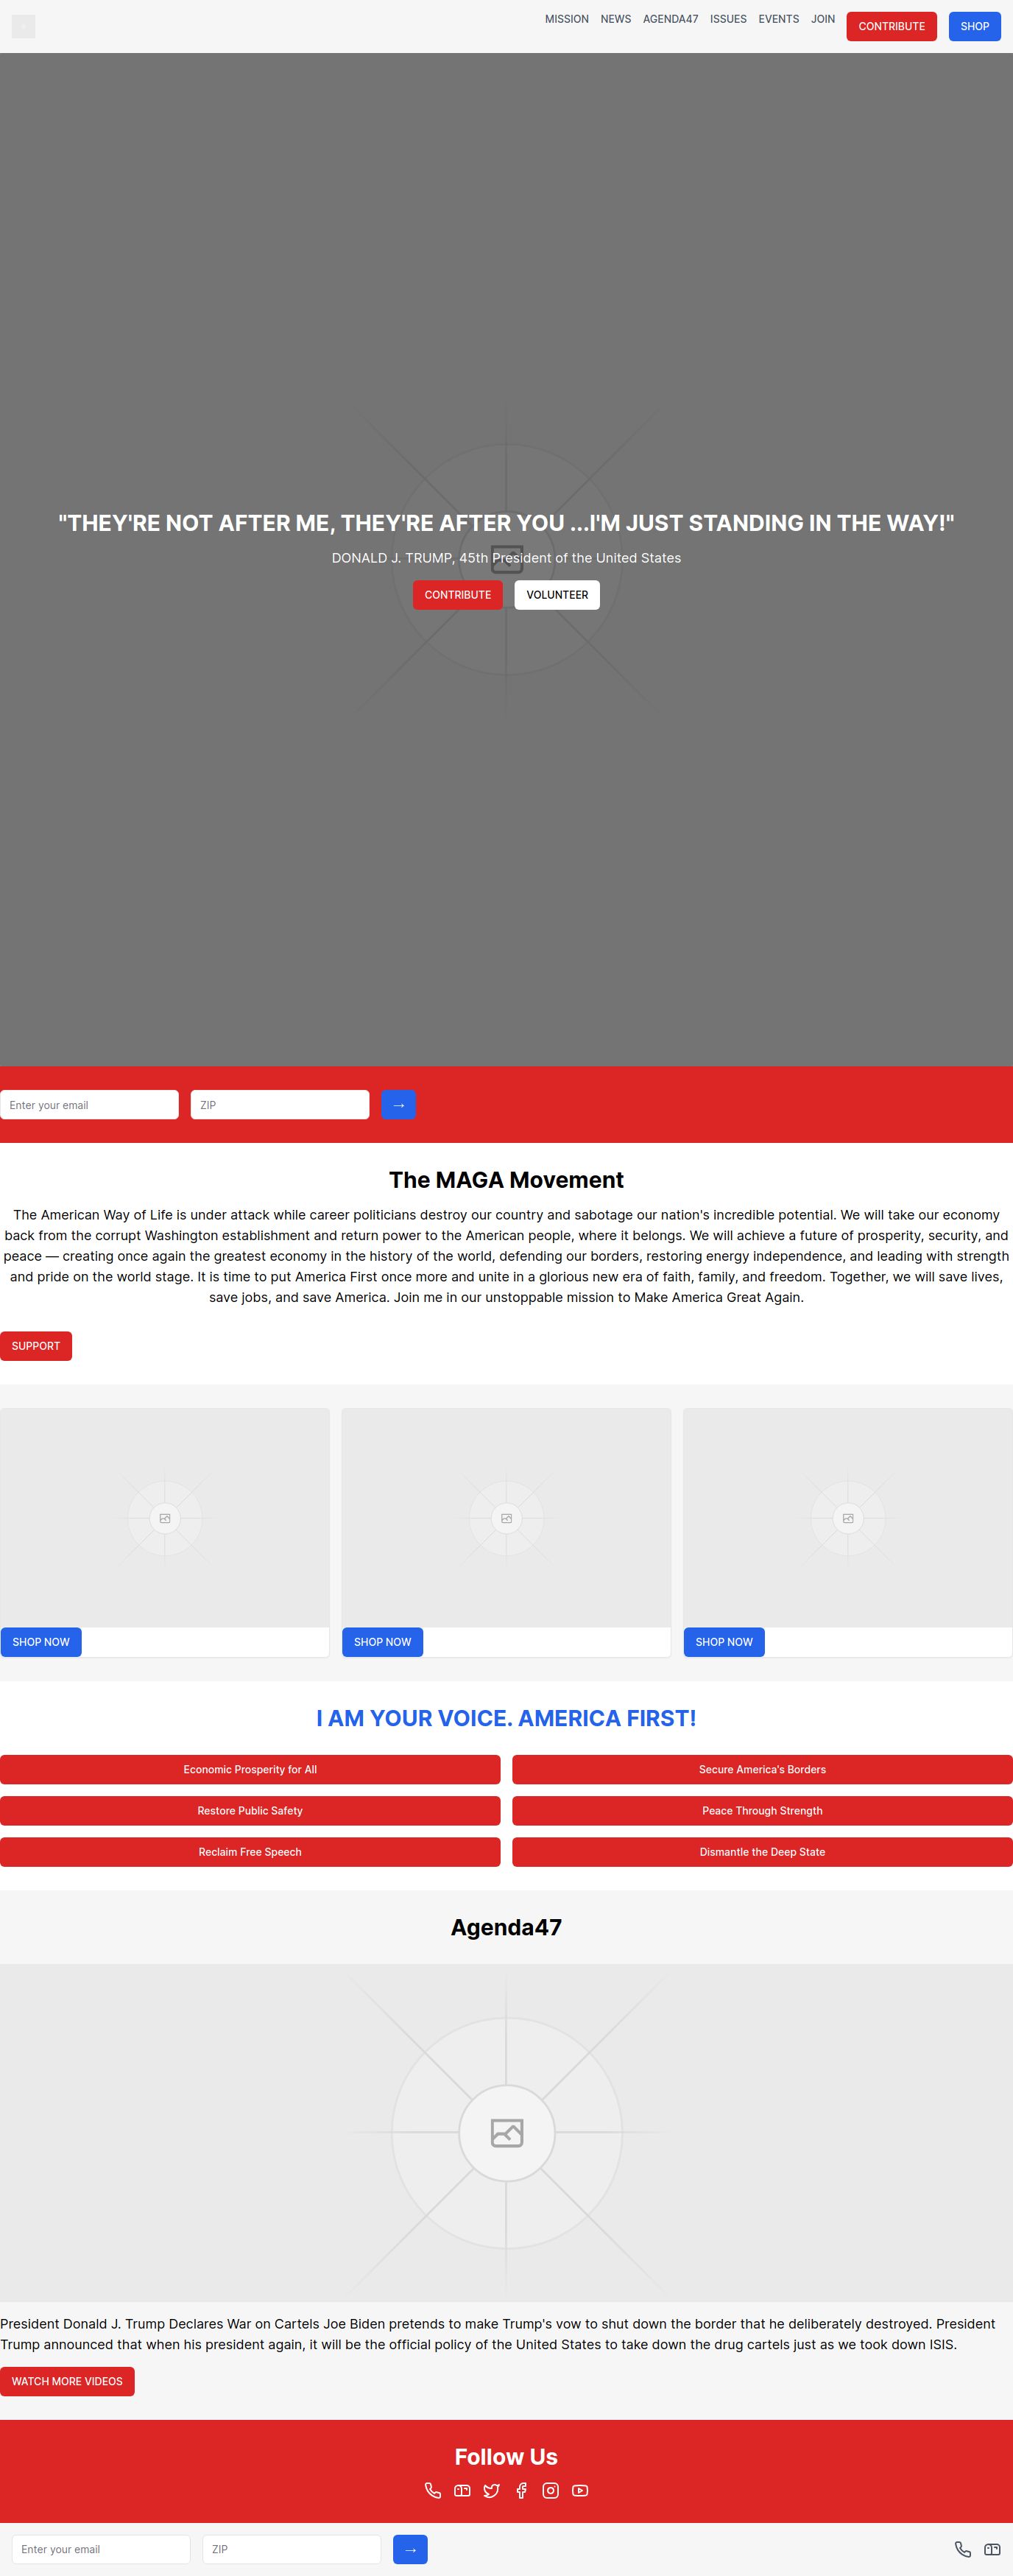 MISSION NEWS AGENDA47 ISSUES EVENTS JOIN CONTRIBUTE SHOP
"THEY'RE NOT AFTER ME, THEY'RE AFTER YOU ...I'M JUST STANDING IN THE WAY!"
DONALD J. TRUMP, 45th President of the United States
CONTRIBUTE VOLUNTEER
Enter your email ZIP →
The MAGA Movement
The American Way of Life is under attack while career politicians destroy our country and sabotage our nation's incredible potential. We will take our economy
back from the corrupt Washington establishment and return power to the American people, where it belongs. We will achieve a future of prosperity, security, and
peace — creating once again the greatest economy in the history of the world, defending our borders, restoring energy independence, and leading with strength
and pride on the world stage. It is time to put America First once more and unite in a glorious new era of faith, family, and freedom. Together, we will save lives,
save jobs, and save America. Join me in our unstoppable mission to Make America Great Again.
SUPPORT
SHOP NOW SHOP NOW SHOP NOW
I AM YOUR VOICE. AMERICA FIRST!
Economic Prosperity for All Secure America's Borders
Restore Public Safety Peace Through Strength
Reclaim Free Speech Dismantle the Deep State
Agenda47
President Donald J. Trump Declares War on Cartels Joe Biden pretends to make Trump's vow to shut down the border that he deliberately destroyed. President
Trump announced that when his president again, it will be the official policy of the United States to take down the drug cartels just as we took down ISIS.
WATCH MORE VIDEOS
Follow Us
Enter your email ZIP →